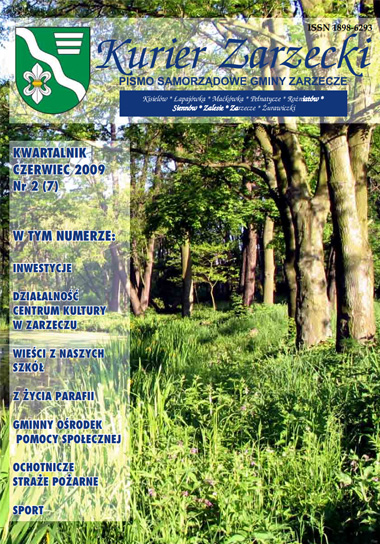 ISSN 1898-6293
Kurier Zarzecki
PISMO SAMORZĄDOWE GMINY ZARZECZE
Kisielów * Łapajówka * Maćkówka * Pełnatycze * Rożniatów *
Siennów * Zalesie * Zarzecze * Żurawiczki
KWARTALNIK
CZERWIEC 2009
Nr 2 (7)
W TYM NUMERZE:
INWESTYCJE
DZIAŁALNOŚĆ
CENTRUM KULTURY
W ZARZECZU
WIEŚCI Z NASZYCH
SZKÓŁ
Z ŻYCIA PARAFII
GMINNY OŚRODEK
POMOCY SPOŁECZNEJ
OCHOTNICZE
STRAŻE POŻARNE
SPORT